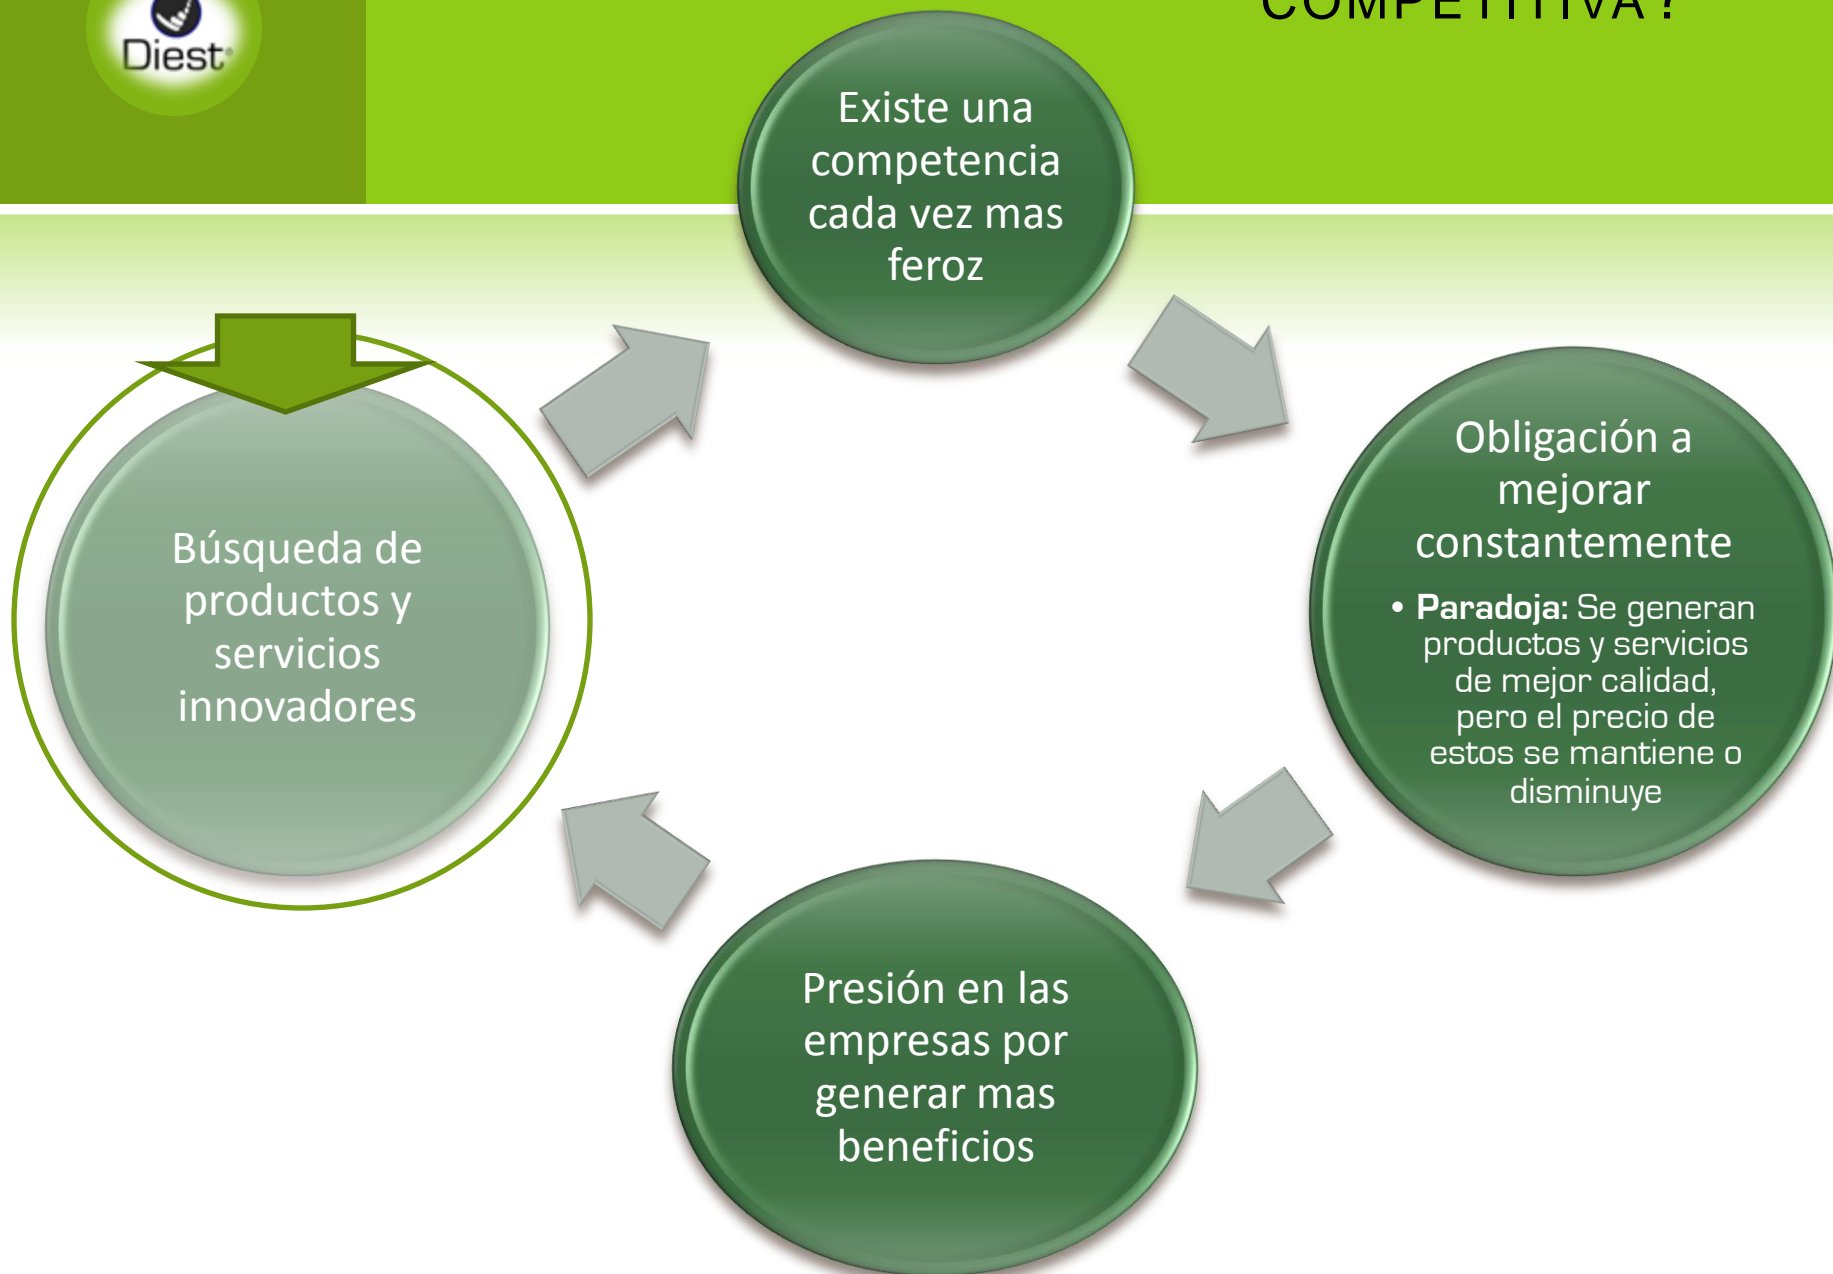 COMPETITIVA?
Diest
Existe una
competencia
cada vez mas
feroz
Obligación a
mejorar
constantemente
• Paradoja: Se generan
productos y servicios
de mejor calidad,
pero el precio de
estos se mantiene o
disminuye
Presión en las
empresas por
generar mas
beneficios
Búsqueda de
productos y
servicios
innovadores